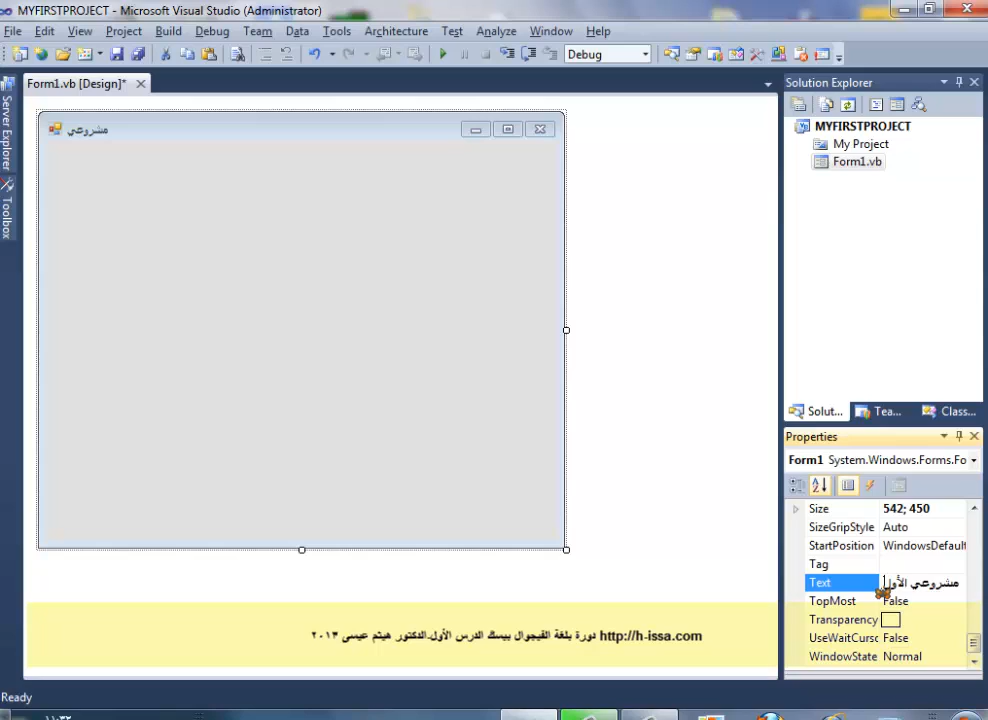 MYFIRSTPROJECT - Microsoft Visual Studio (Administrator)
File Edit View Project Build Debug Team Data Tools Architecture Test Analyze Window Help
Debug
Form1.vb [Design]*
Server Explorer
Toolbox
مشروعي
Solution Explorer
MYFIRSTPROJECT
My Project
Form1.vb
Solut... Tea... Class...
Properties
Form1 System.Windows.Forms.Fo
Size 542; 450
SizeGripStyle Auto
StartPosition WindowsDefault
Tag
Text مشروعي الأول
TopMost False
Transparency
UseWaitCurso False
WindowState Normal
http://h-issa.com دورة بلغة الفيجوال بيسك الدرس الأول.الدكتور هيثم عيسى ٢٠١٣
Ready